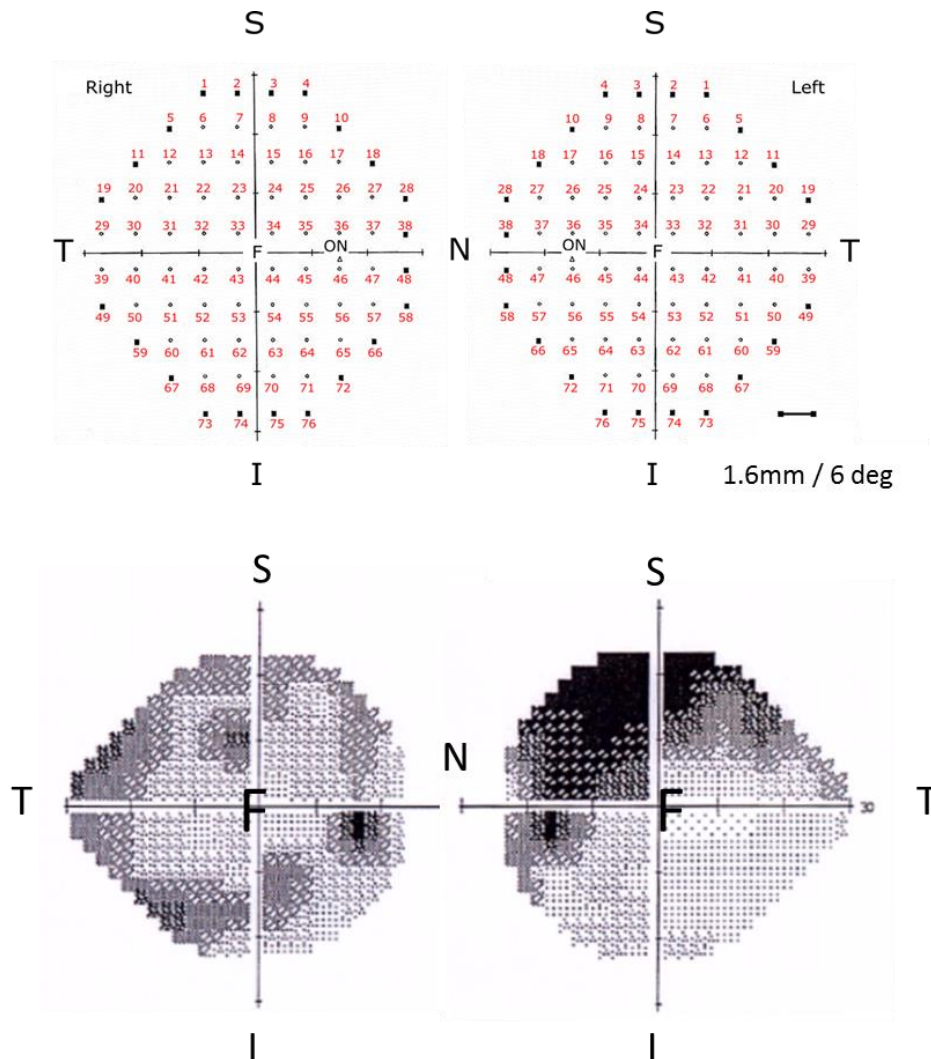 S S
1 2 3 4 4 3 2 1
Right Left
5 6 7 8 9 10 10 9 8 7 6 5
11 12 13 14 15 16 17 18 18 17 16 15 14 13 12 11
19 20 21 22 23 24 25 26 27 28 28 27 26 25 24 23 22 21 20 19
29 30 31 32 33 34 35 36 37 38 38 37 36 35 34 33 32 31 30 29
T F ON N ON F T
39 40 41 42 43 44 45 46 47 48 48 47 46 45 44 43 42 41 40 39
49 50 51 52 53 54 55 56 57 58 58 57 56 55 54 53 52 51 50 49
59 60 61 62 63 64 65 66 66 65 64 63 62 61 60 59
67 68 69 70 71 72 72 71 70 69 68 67
73 74 75 76 76 75 74 73
I I 1.6mm / 6 deg
S S
N
T F F 30 T
I I